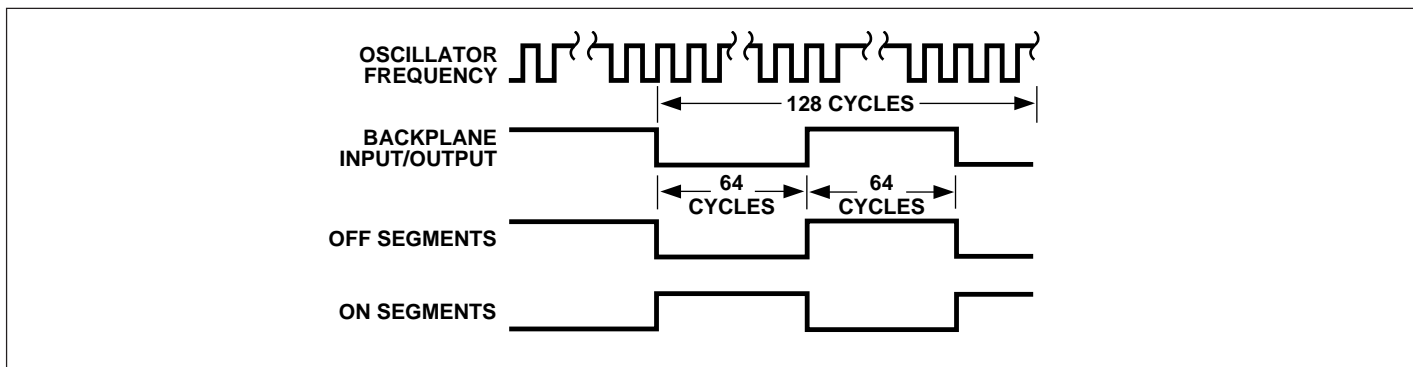 OSCILLATOR
FREQUENCY
128 CYCLES
BACKPLANE
INPUT/OUTPUT
64
CYCLES
64
CYCLES
OFF SEGMENTS
ON SEGMENTS